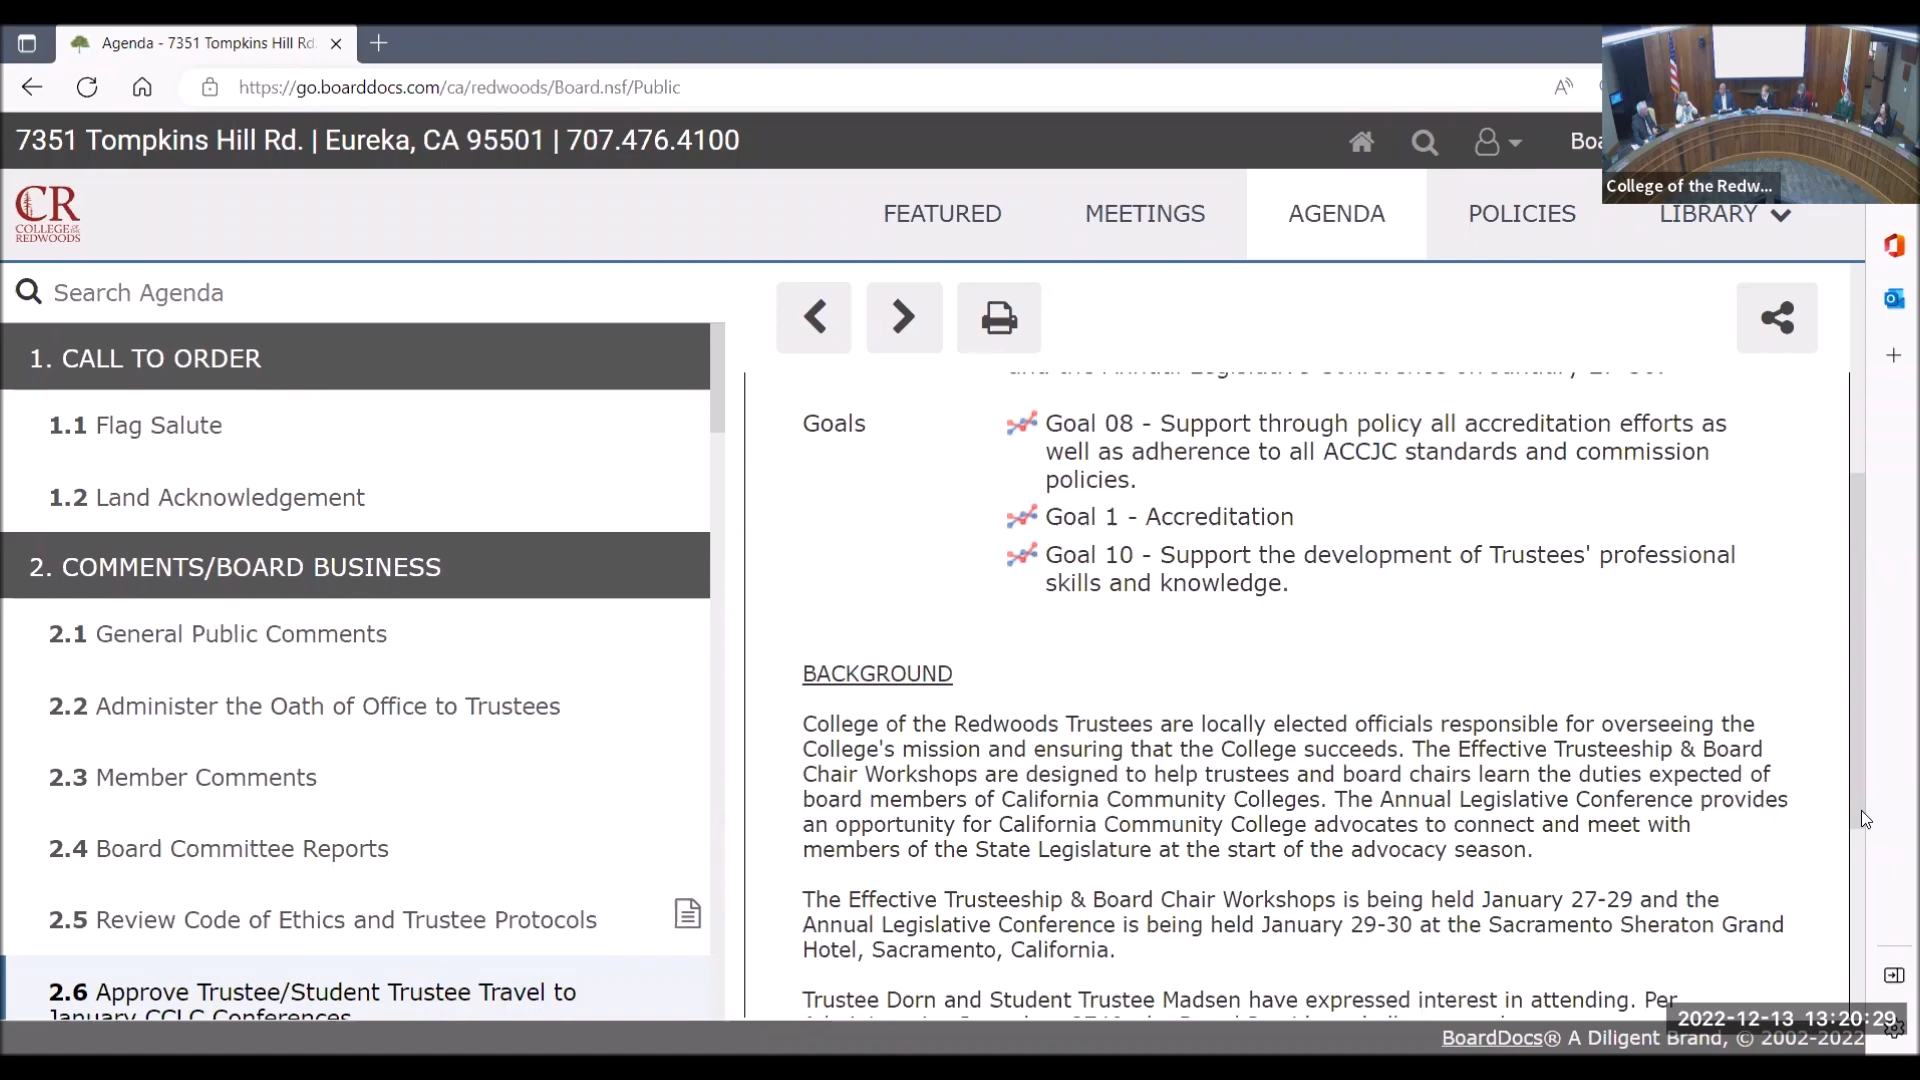 Agenda - 7351 Tompkins Hill Rd.
https://go.boarddocs.com/ca/redwoods/Board.nsf/Public
7351 Tompkins Hill Rd. | Eureka, CA 95501 | 707.476.4100
Boa
College of the Redw...
CR
COLLEGE OF THE
REDWOODS
FEATURED
MEETINGS
AGENDA
POLICIES
LIBRARY
Search Agenda
1. CALL TO ORDER
1.1 Flag Salute
1.2 Land Acknowledgement
2. COMMENTS/BOARD BUSINESS
2.1 General Public Comments
2.2 Administer the Oath of Office to Trustees
2.3 Member Comments
2.4 Board Committee Reports
2.5 Review Code of Ethics and Trustee Protocols
2.6 Approve Trustee/Student Trustee Travel to
January CCLC Conferences
Goals
Goal 08 - Support through policy all accreditation efforts as
well as adherence to all ACCJC standards and commission
policies.
Goal 1 - Accreditation
Goal 10 - Support the development of Trustees' professional
skills and knowledge.
BACKGROUND
College of the Redwoods Trustees are locally elected officials responsible for overseeing the
College's mission and ensuring that the College succeeds. The Effective Trusteeship & Board
Chair Workshops are designed to help trustees and board chairs learn the duties expected of
board members of California Community Colleges. The Annual Legislative Conference provides
an opportunity for California Community College advocates to connect and meet with
members of the State Legislature at the start of the advocacy season.
The Effective Trusteeship & Board Chair Workshops is being held January 27-29 and the
Annual Legislative Conference is being held January 29-30 at the Sacramento Sheraton Grand
Hotel, Sacramento, California.
Trustee Dorn and Student Trustee Madsen have expressed interest in attending. Per
2022-12-13 13:20:29
BoardDocs® A Diligent Brand, © 2002-2022